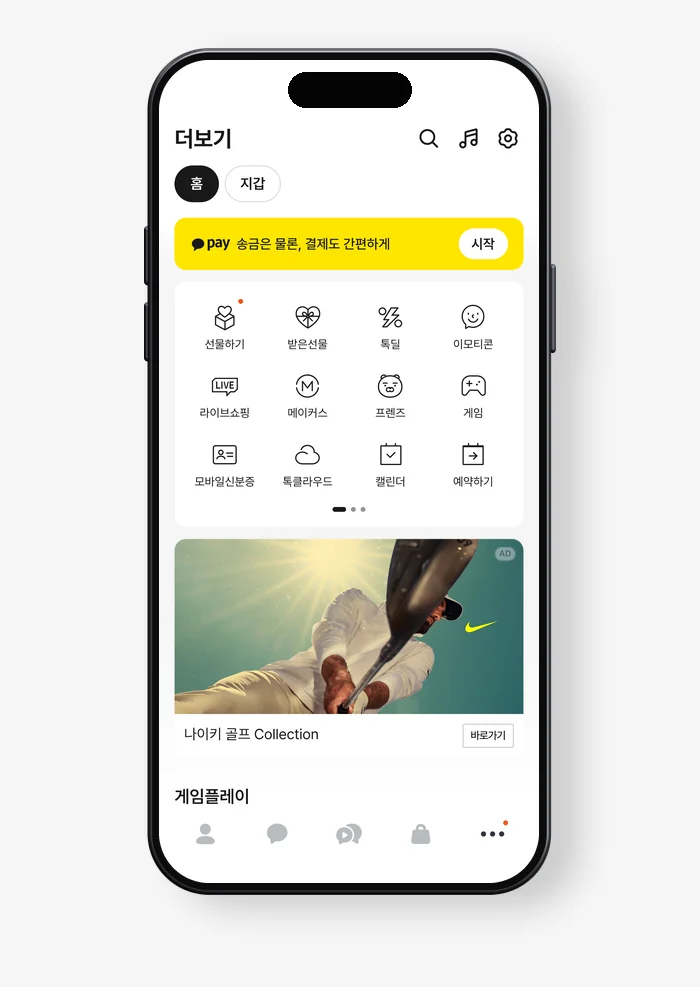 더보기
홈 지갑
pay 송금은 물론, 결제도 간편하게 시작
선물하기 받은선물 톡딜 이모티콘
LIVE M
라이브쇼핑 메이커스 프렌즈 게임
모바일신분증 톡클라우드 캘린더 예약하기
AD
나이키 골프 Collection 바로가기
게임플레이